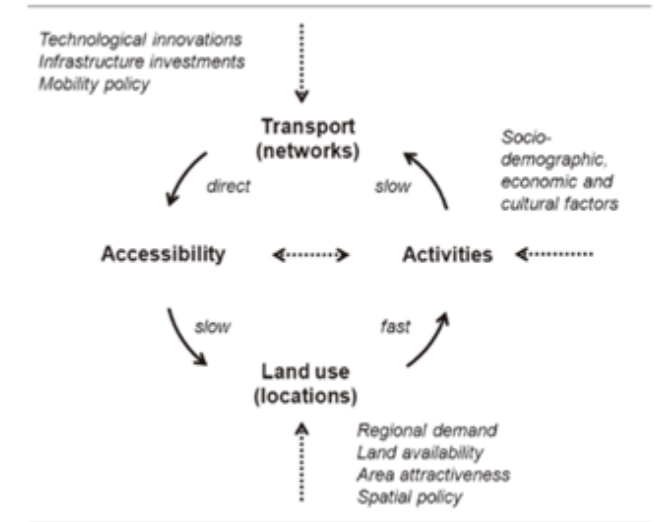 Technological innovations
Infrastructure investments
Mobility policy
Transport
(networks)
Socio-
demographic,
economic and
cultural factors
direct
slow
Accessibility
Activities
slow
fast
Land use
(locations)
Regional demand
Land availability
Area attractiveness
Spatial policy